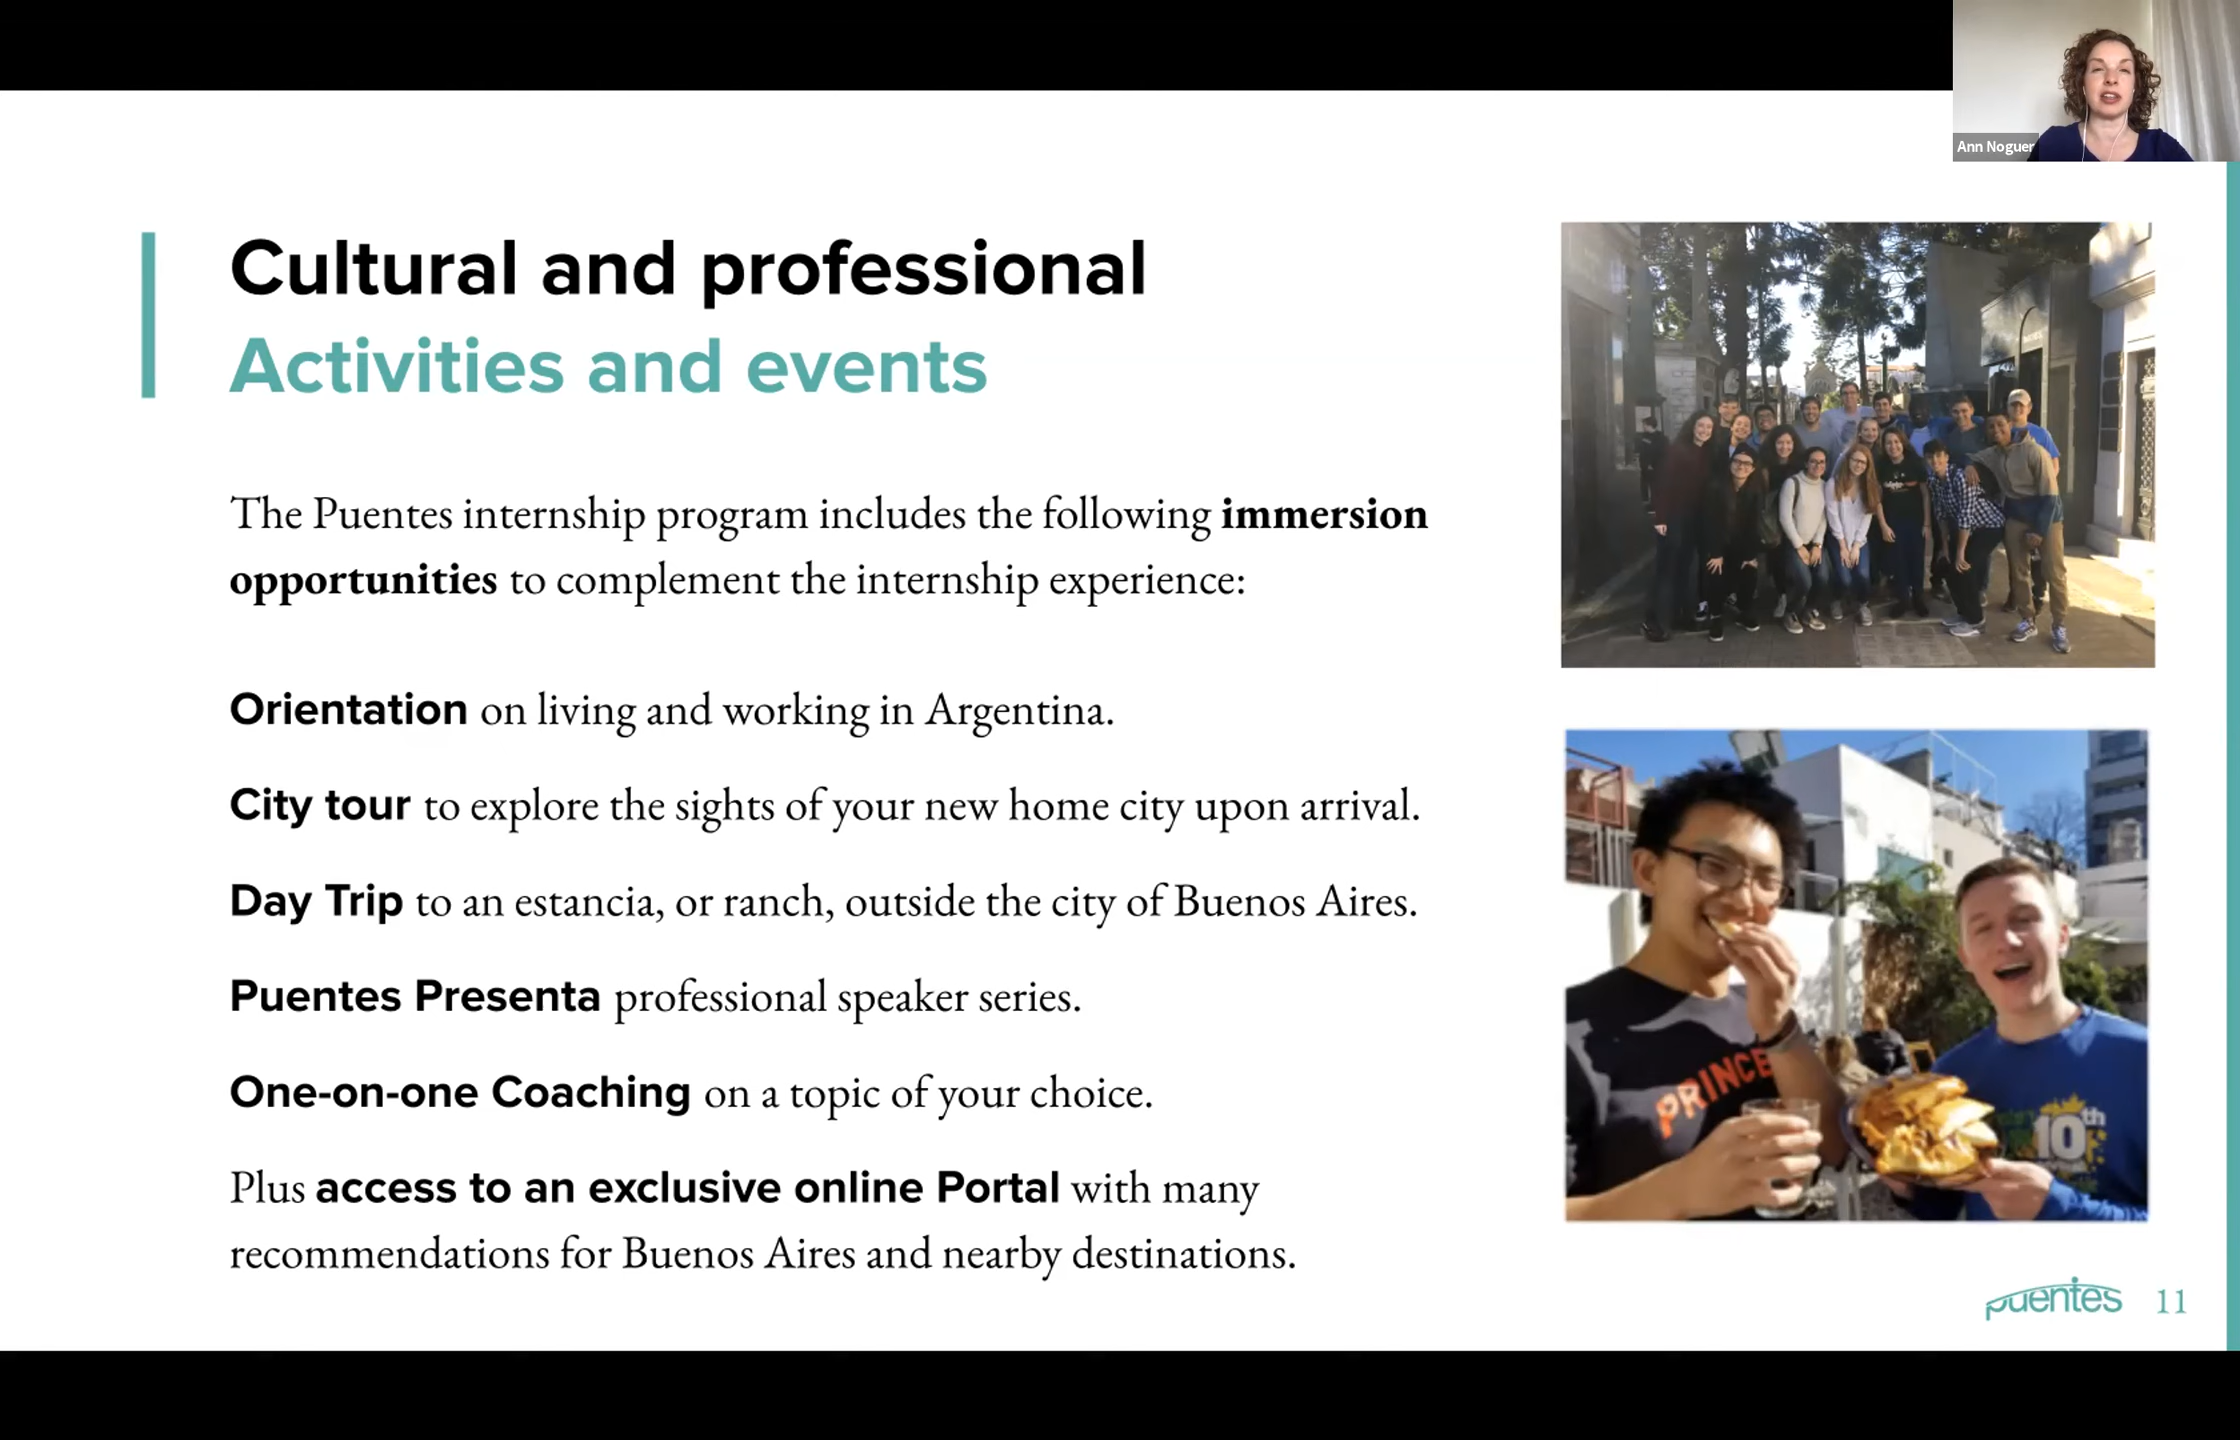 Ann Noguer
Cultural and professional
Activities and events
The Puentes internship program includes the following immersion
opportunities to complement the internship experience:
Orientation on living and working in Argentina.
City tour to explore the sights of your new home city upon arrival.
Day Trip to an estancia, or ranch, outside the city of Buenos Aires.
Puentes Presenta professional speaker series.
One-on-one Coaching on a topic of your choice.
Plus access to an exclusive online Portal with many
recommendations for Buenos Aires and nearby destinations.
PRINCE
10th
puentes 11